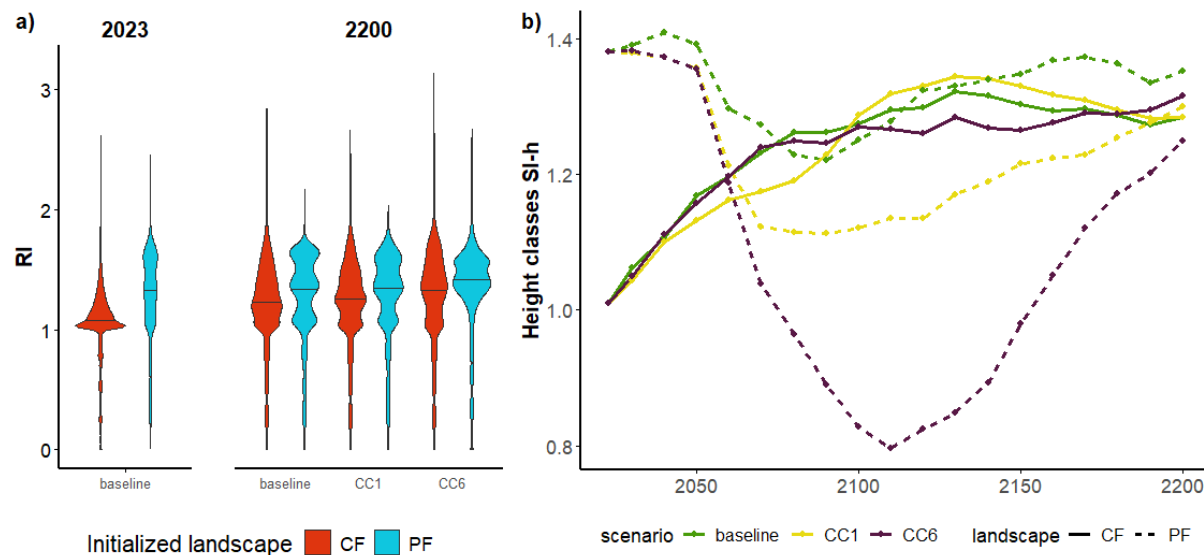 a)
2023 2200
RI
3
2
1
0
baseline baseline CC1 CC6
Initialized landscape CF PF
b)
Height classes SI-h
1.4
1.2
1.0
0.8
2050 2100 2150 2200
scenario baseline CC1 CC6 landscape CF PF